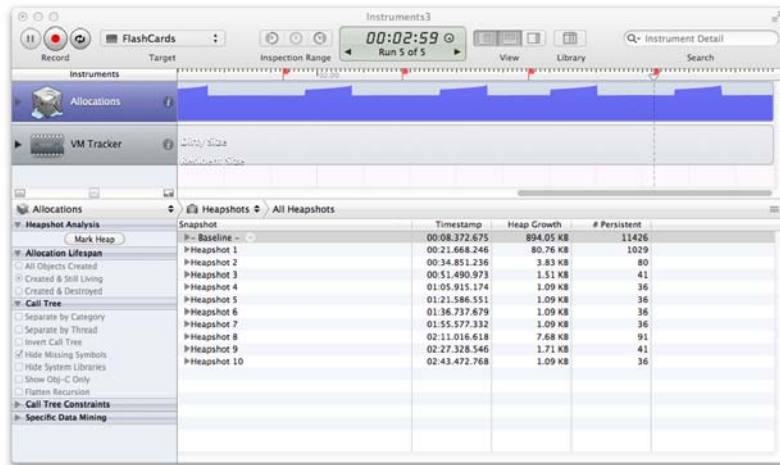 Instruments3
FlashCards
00:02:59
Run 5 of 5
Instrument Detail
Record
Target
Inspection Range
View
Library
Search
Instruments
Allocations
VM Tracker
Dirty Size
Resident Size
Allocations
Heapshots
All Heapshots
Heapshot Analysis
Mark Heap
Allocation Lifespan
All Objects Created
Created & Still Living
Created & Destroyed
Call Tree
Separate by Category
Separate by Thread
Invert Call Tree
Hide Missing Symbols
Hide System Libraries
Show Obj-C Only
Flatten Recursion
Call Tree Constraints
Specific Data Mining
Snapshot Timestamp Heap Growth # Persistent
- Baseline - 00:08.372.675 894.05 KB 11426
Heapshot 1 00:21.668.246 80.76 KB 1029
Heapshot 2 00:34.851.236 3.83 KB 80
Heapshot 3 00:51.490.973 1.51 KB 41
Heapshot 4 01:05.915.174 1.09 KB 36
Heapshot 5 01:21.586.551 1.09 KB 36
Heapshot 6 01:36.737.679 1.09 KB 36
Heapshot 7 01:55.577.332 1.09 KB 36
Heapshot 8 02:11.016.618 7.68 KB 91
Heapshot 9 02:27.328.546 1.71 KB 41
Heapshot 10 02:43.472.768 1.09 KB 36